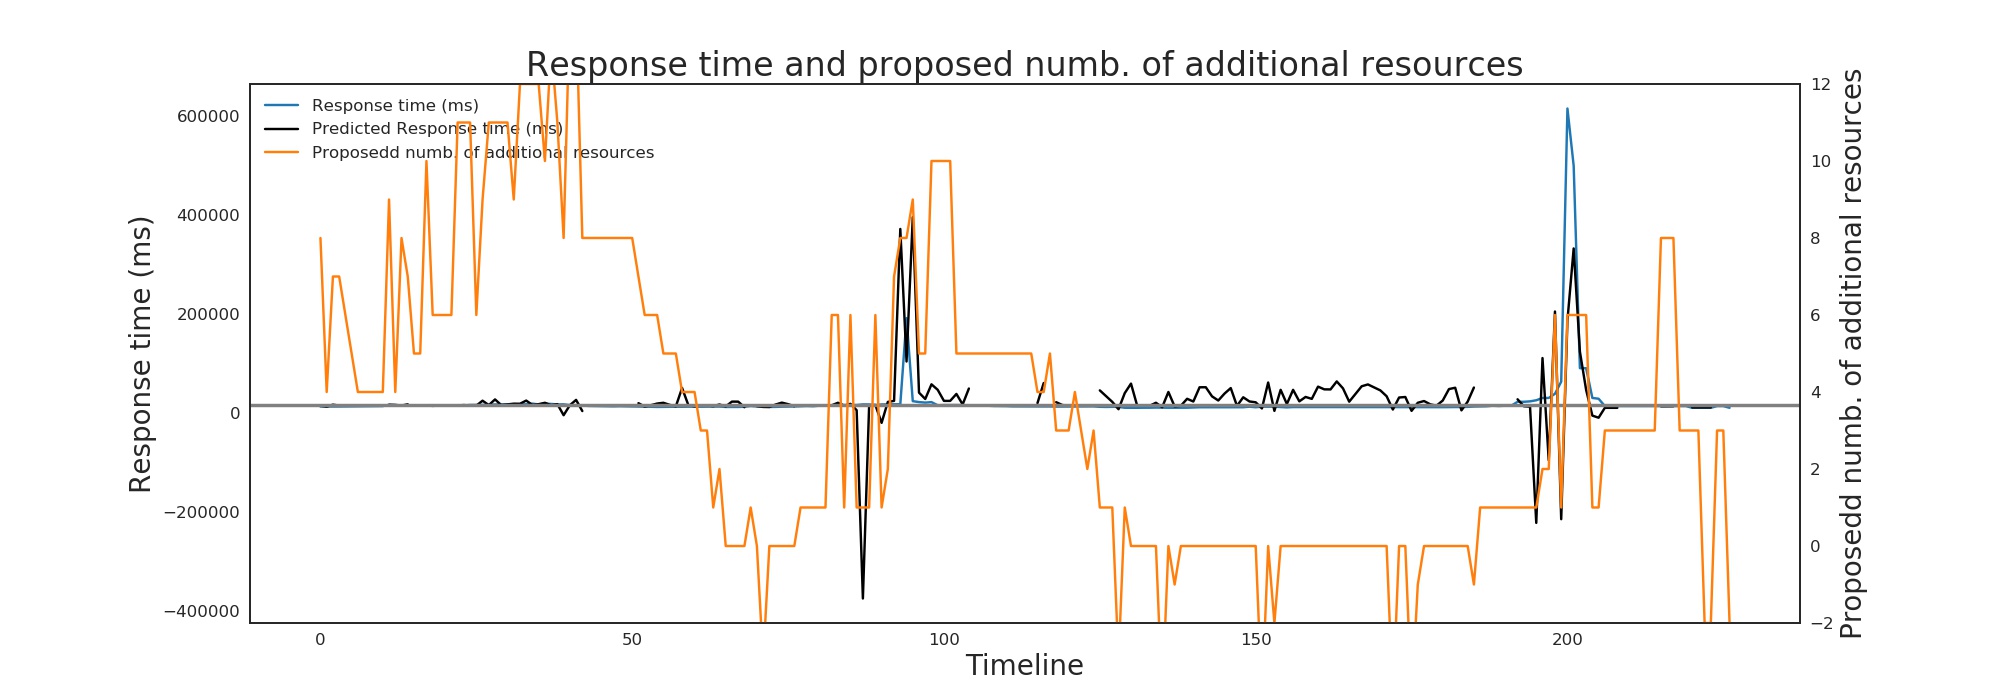 Response time and proposed numb. of additional resources
Response time (ms)
Predicted Response time (ms)
Proposedd numb. of additional resources
600000
400000
200000
0
−200000
−400000
Response time (ms)
12
10
8
6
4
2
0
−2
Proposedd numb. of additional resources
0
50
100
150
200
Timeline